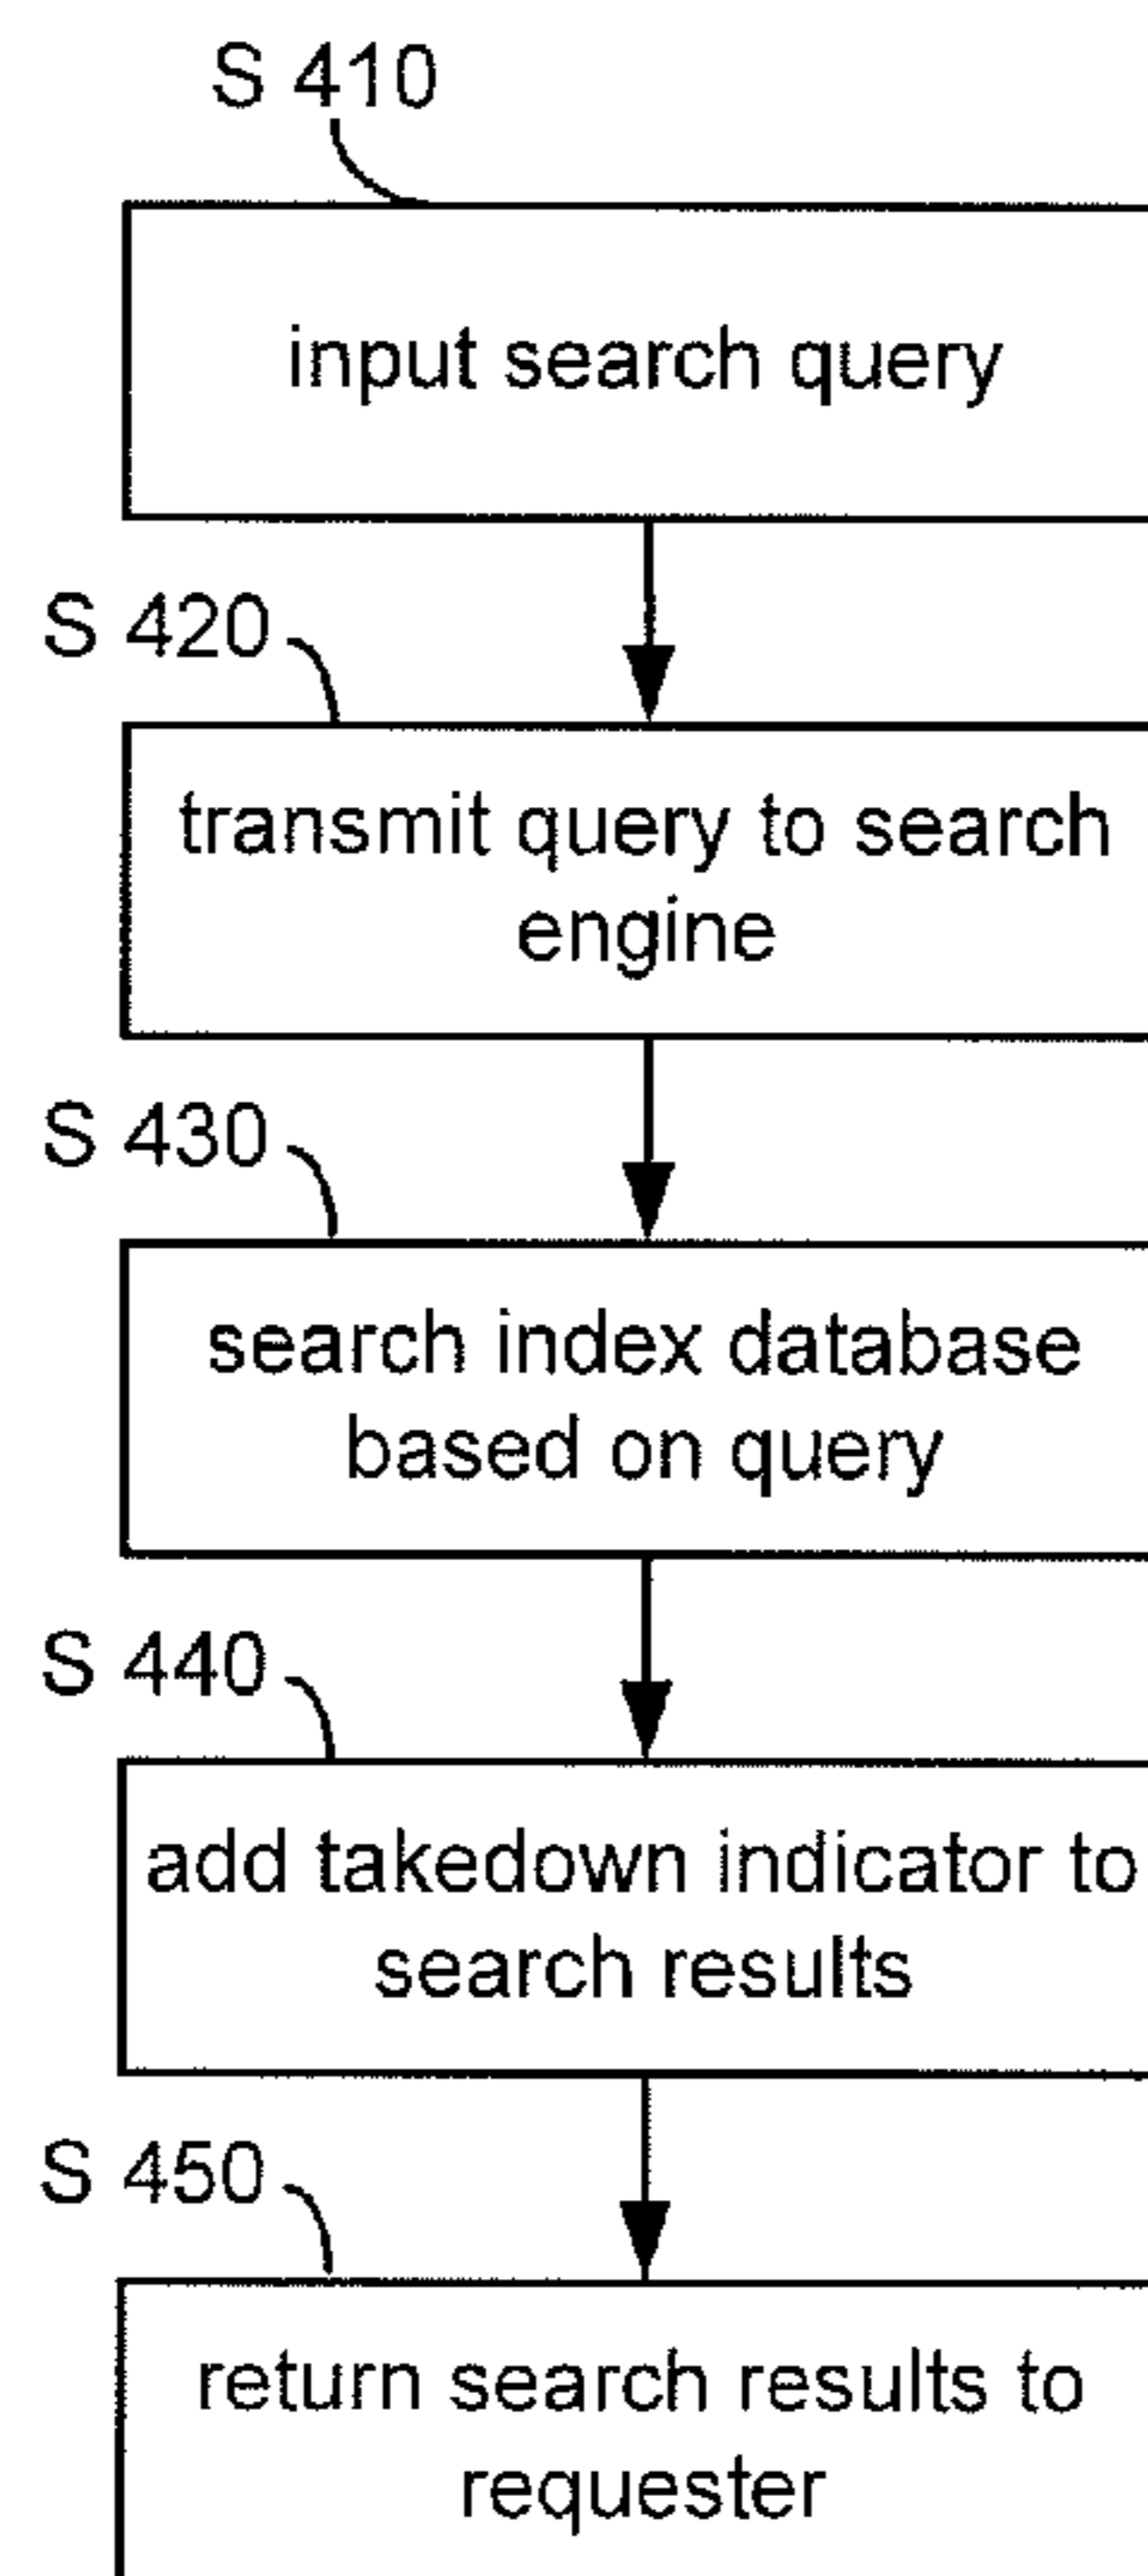 S 410
input search query
S 420
transmit query to search
engine
S 430
search index database
based on query
S 440
add takedown indicator to
search results
S 450
return search results to
requester